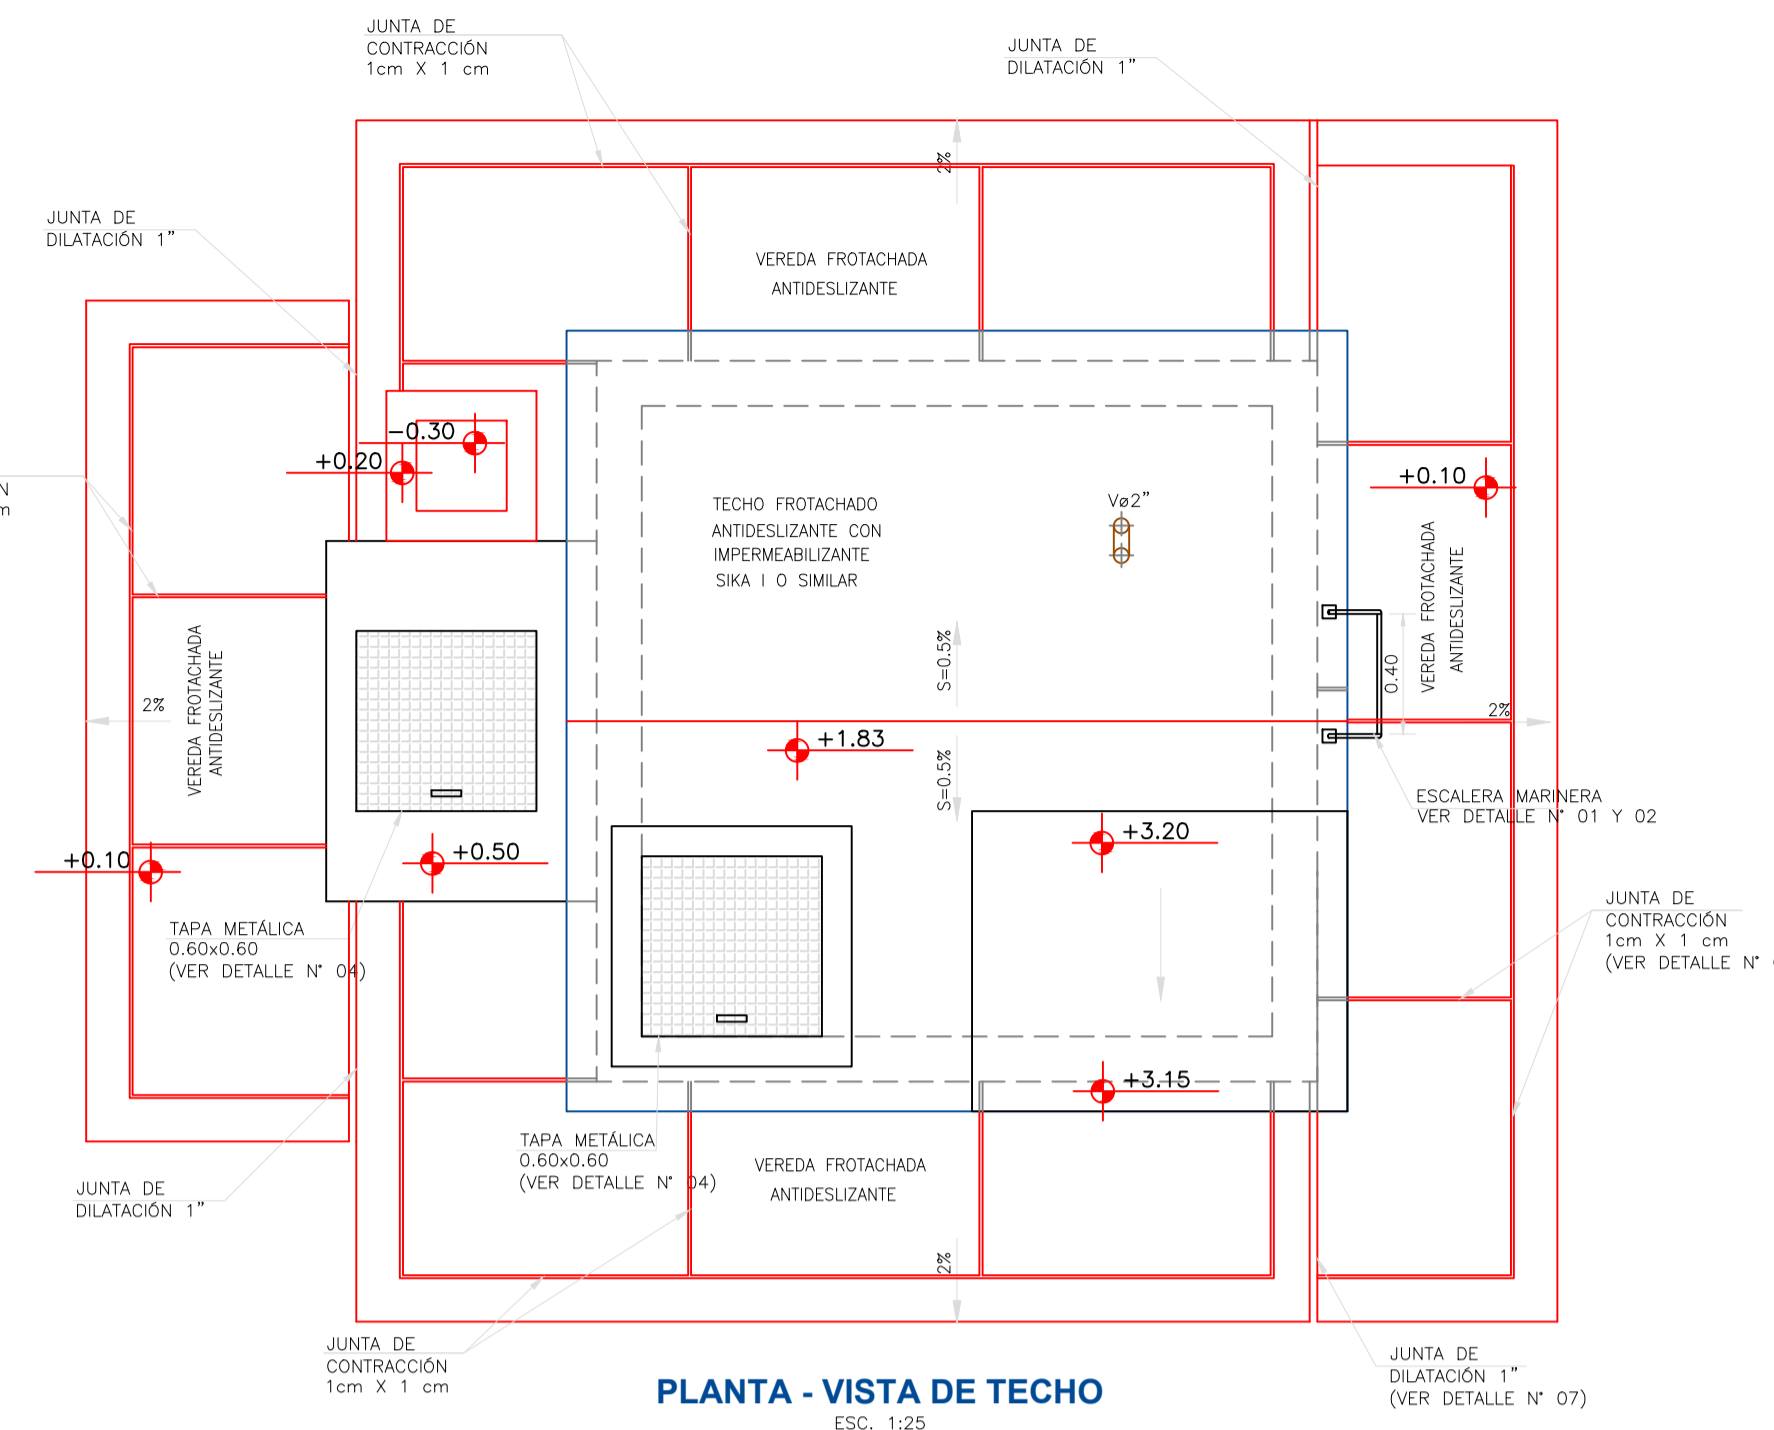 JUNTA DE
CONTRACCIÓN
1cm X 1 cm
JUNTA DE
DILATACIÓN 1"
JUNTA DE
DILATACIÓN 1"
2%
VEREDA FROTACHADA
ANTIDESLIZANTE
-0.30
+0.20
N
m
TECHO FROTACHADO
ANTIDESLIZANTE CON
IMPERMEABILIZANTE
SIKA I O SIMILAR
Vø2"
+0.10
VEREDA FROTACHADA
ANTIDESLIZANTE
0.40
2%
S=0.5%
S=0.5%
+1.83
VEREDA FROTACHADA
ANTIDESLIZANTE
2%
ESCALERA MARINERA
VER DETALLE N° 01 Y 02
+3.20
+0.50
+0.10
TAPA METÁLICA
0.60x0.60
(VER DETALLE N° 04)
JUNTA DE
CONTRACCIÓN
1cm X 1 cm
(VER DETALLE N°
+3.15
TAPA METÁLICA
0.60x0.60
(VER DETALLE N° 04)
VEREDA FROTACHADA
ANTIDESLIZANTE
JUNTA DE
DILATACIÓN 1"
2%
JUNTA DE
CONTRACCIÓN
1cm X 1 cm
JUNTA DE
DILATACIÓN 1"
(VER DETALLE N° 07)
PLANTA - VISTA DE TECHO
ESC. 1:25